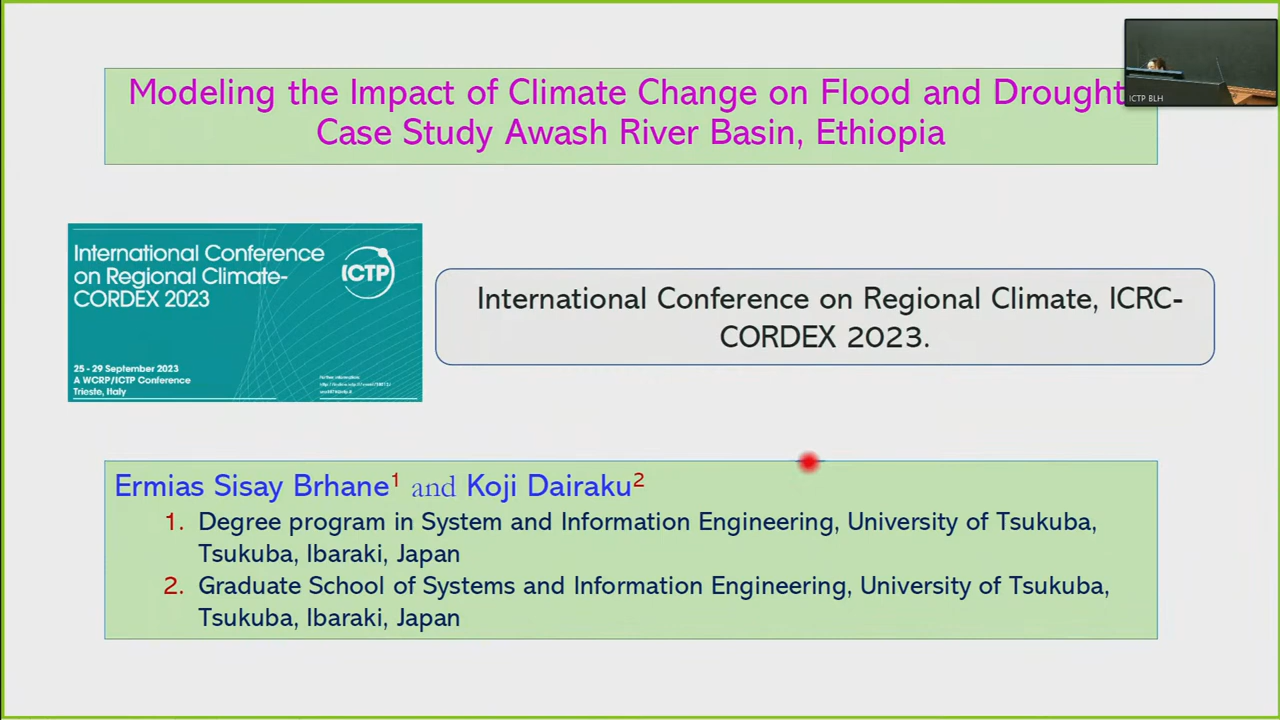 Modeling the Impact of Climate Change on Flood and Drought
Case Study Awash River Basin, Ethiopia
ICTP BLH
International Conference
on Regional Climate-
CORDEX 2023
ICTP
25 - 29 September 2023
A WCRP/ICTP Conference
Trieste, Italy
Further information:
International Conference on Regional Climate, ICRC-
CORDEX 2023.
Ermias Sisay Brhane1 and Koji Dairaku2
1. Degree program in System and Information Engineering, University of Tsukuba,
Tsukuba, Ibaraki, Japan
2. Graduate School of Systems and Information Engineering, University of Tsukuba,
Tsukuba, Ibaraki, Japan